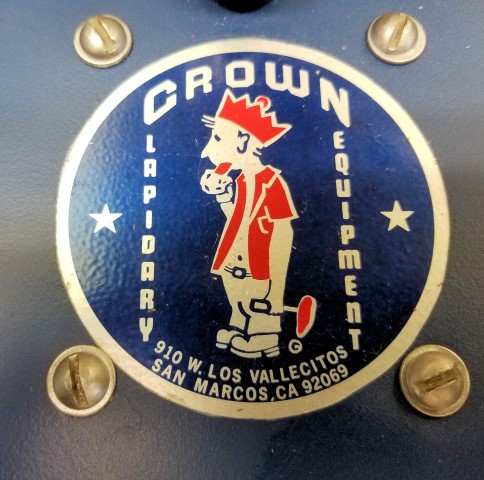 CROWN
LAPIDARY
EQUIPMENT
910 W. LOS VALLECITOS
SAN MARCOS, CA 92069